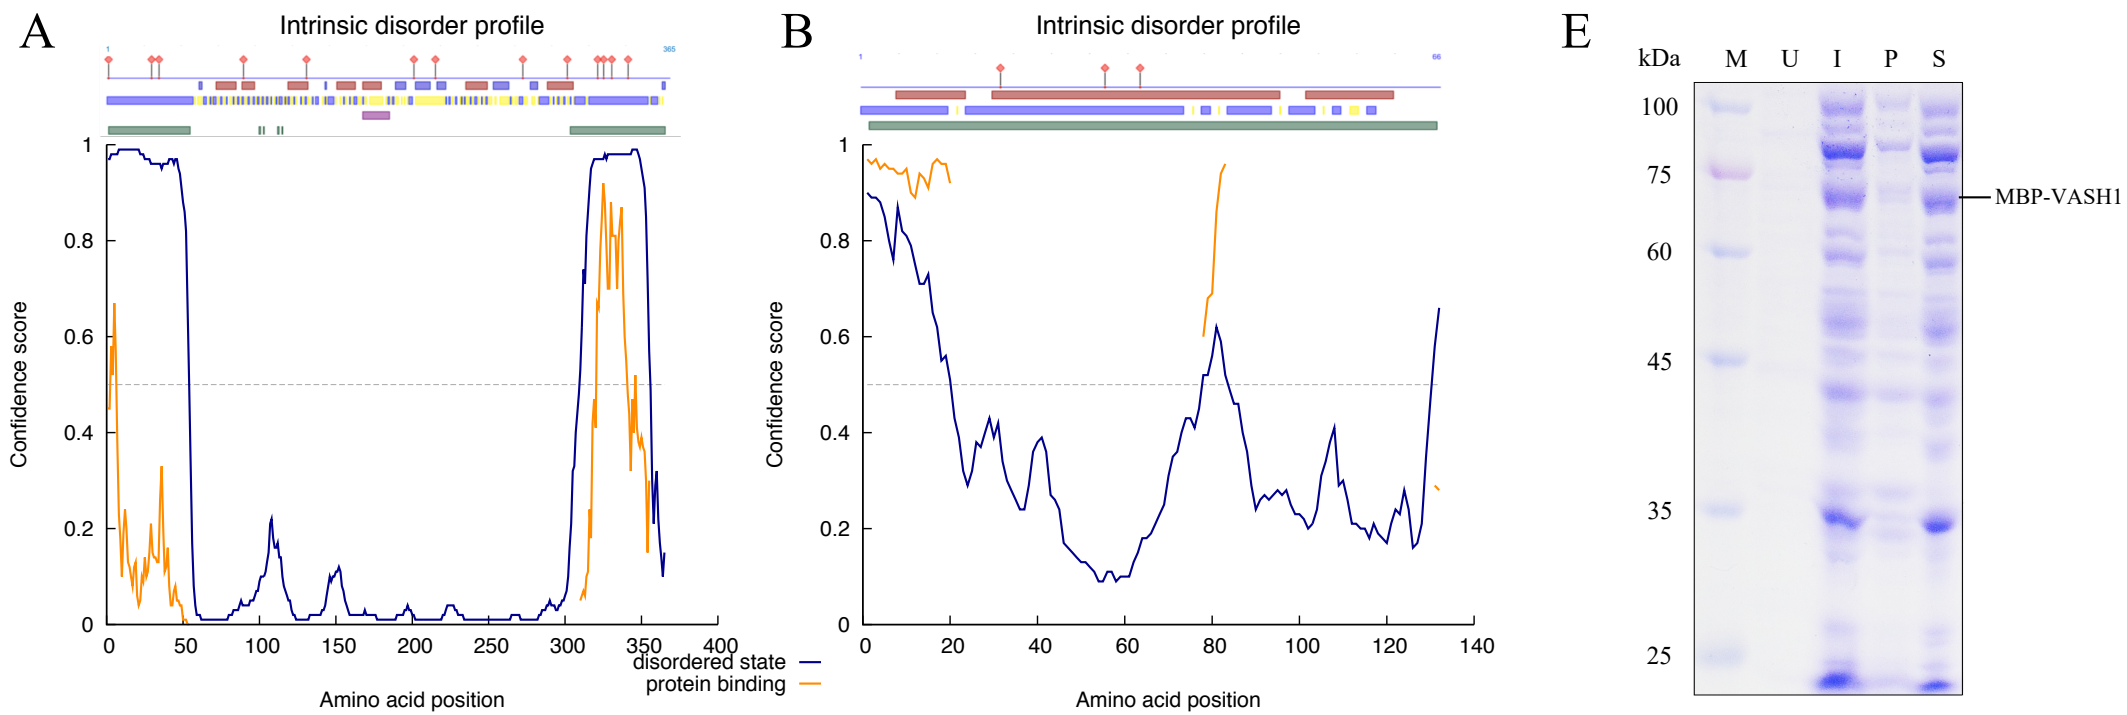 A
Intrinsic disorder profile
1
365
1
0.8
0.6
0.4
0.2
0
0 50 100 150 200 250 300 350 400
Confidence score
Amino acid position
disordered state
protein binding
B
Intrinsic disorder profile
1
66
1
0.8
0.6
0.4
0.2
0
0 20 40 60 80 100 120 140
Confidence score
Amino acid position
E
kDa M U I P S
100
75
MBP-VASH1
60
45
35
25